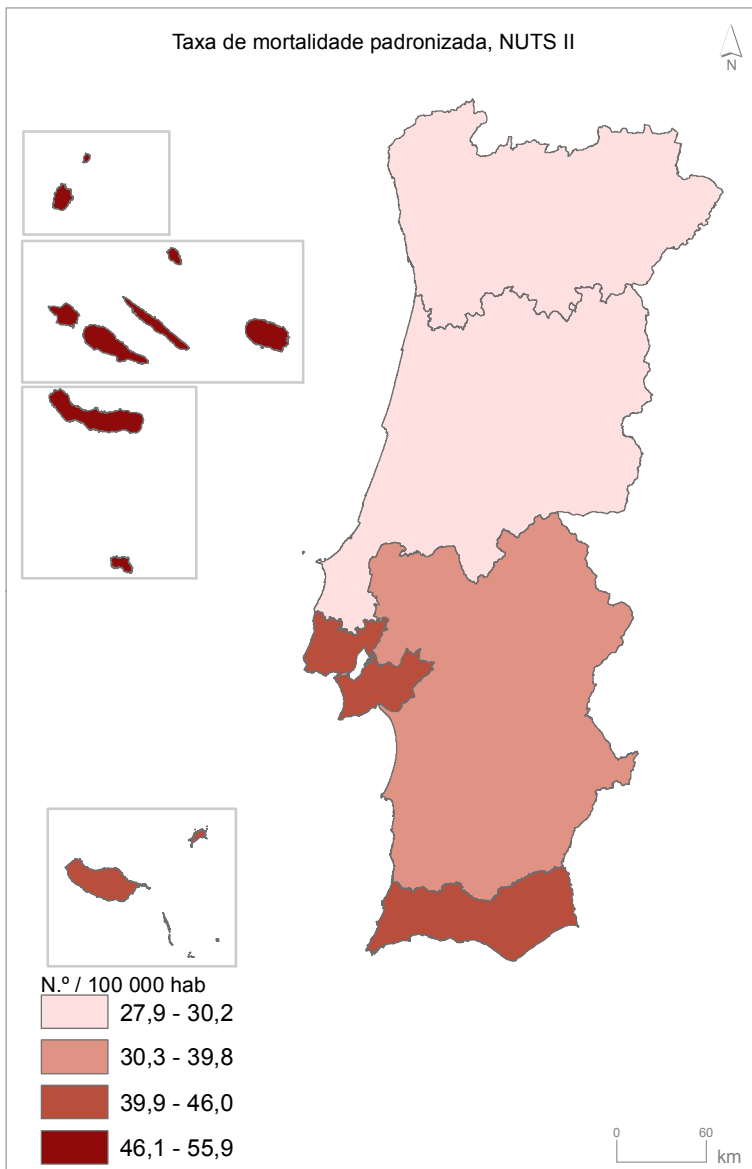 Taxa de mortalidade padronizada, NUTS II
N
N.º / 100 000 hab
27,9 - 30,2
30,3 - 39,8
39,9 - 46,0
46,1 - 55,9
0 60
km